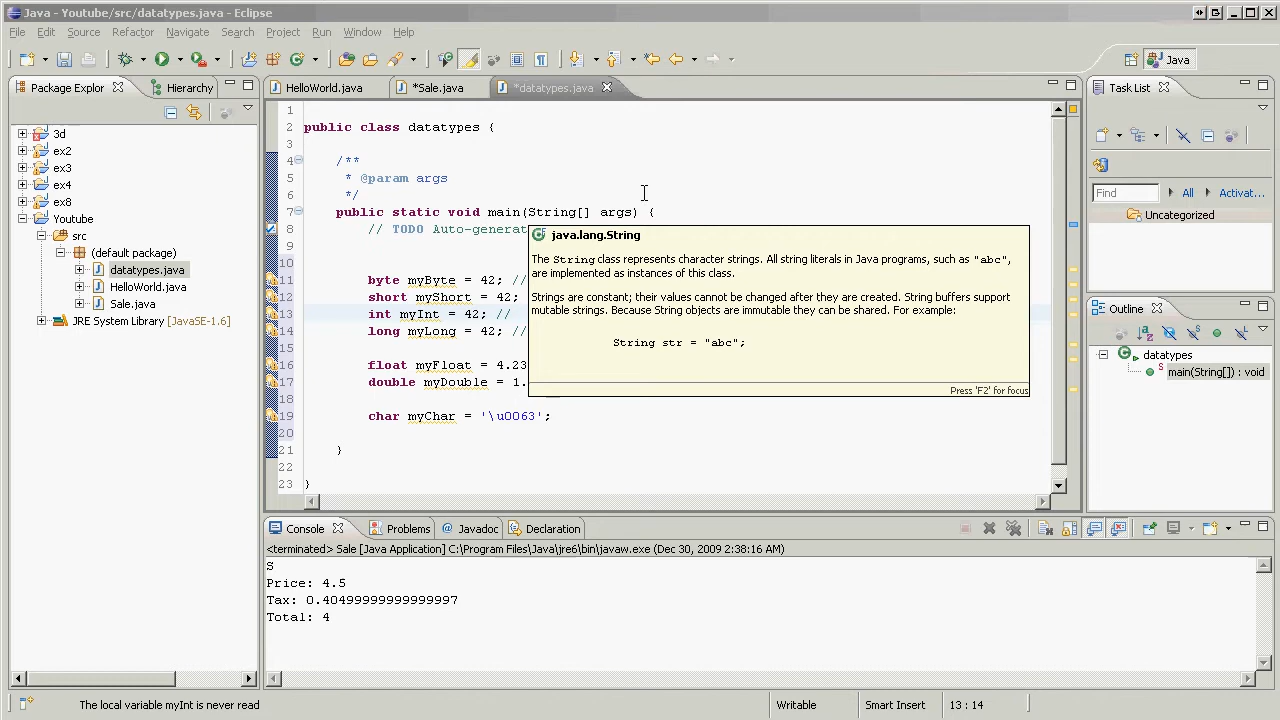 Java - Youtube/src/datatypes.java - Eclipse
File Edit Source Refactor Navigate Search Project Run Window Help
Java
Package Explor Hierarchy
HelloWorld.java *Sale.java *datatypes.java
Task List
3d
ex2
ex3
ex4
ex8
Youtube
src
(default package)
datatypes.java
HelloWorld.java
Sale.java
JRE System Library [JavaSE-1.6]
1
2 public class datatypes {
3
4 /**
5 * @param args
6 */
7 public static void main(String[] args) {
8 // TODO Auto-generat
9
10
11 byte myByte = 42; //
12 short myShort = 42;
13 int myInt = 42; //
14 long myLong = 42; //
16 float myFloat = 4.23
17 double myDouble = 1.
19 char myChar = '\u0063';
20
21 }
22
23 }
java.lang.String
The String class represents character strings. All string literals in Java programs, such as "abc",
are implemented as instances of this class.
Strings are constant; their values cannot be changed after they are created. String buffers support
mutable strings. Because String objects are immutable they can be shared. For example:
String str = "abc";
Press 'F2' for focus
Find All Activat...
Uncategorized
Outline
datatypes
S main(String[]) : void
Console Problems @ Javadoc Declaration
<terminated> Sale [Java Application] C:\Program Files\Java\jre6\bin\javaw.exe (Dec 30, 2009 2:38:16 AM)
S
Price: 4.5
Tax: 0.40499999999999997
Total: 4
The local variable myInt is never read Writable Smart Insert 13 : 14